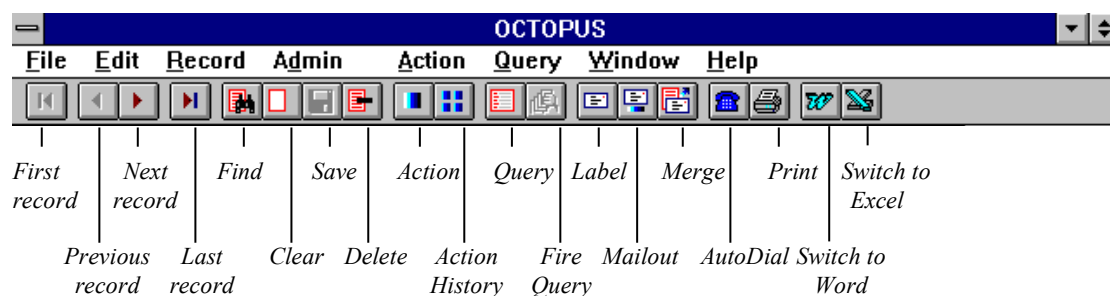 OCTOPUS
File Edit Record Admin Action Query Window Help
First Next Find Save Action Query Label Merge Print Switch to
record record Excel
Previous Last Clear Delete Action Fire Mailout AutoDial Switch to
record record History Query Word